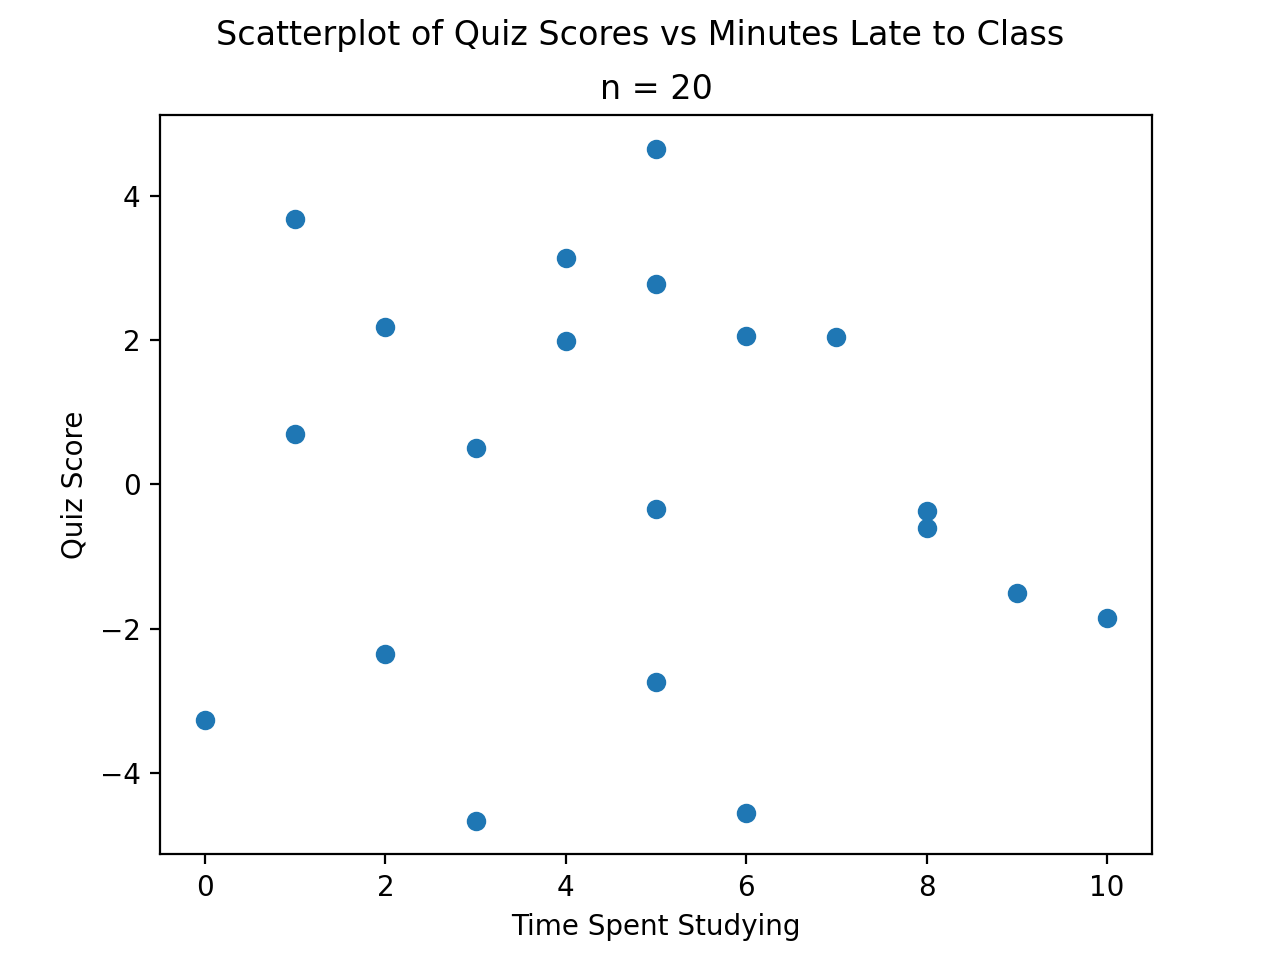 Scatterplot of Quiz Scores vs Minutes Late to Class
n = 20
4
2
0
−2
−4
Quiz Score
0 2 4 6 8 10
Time Spent Studying